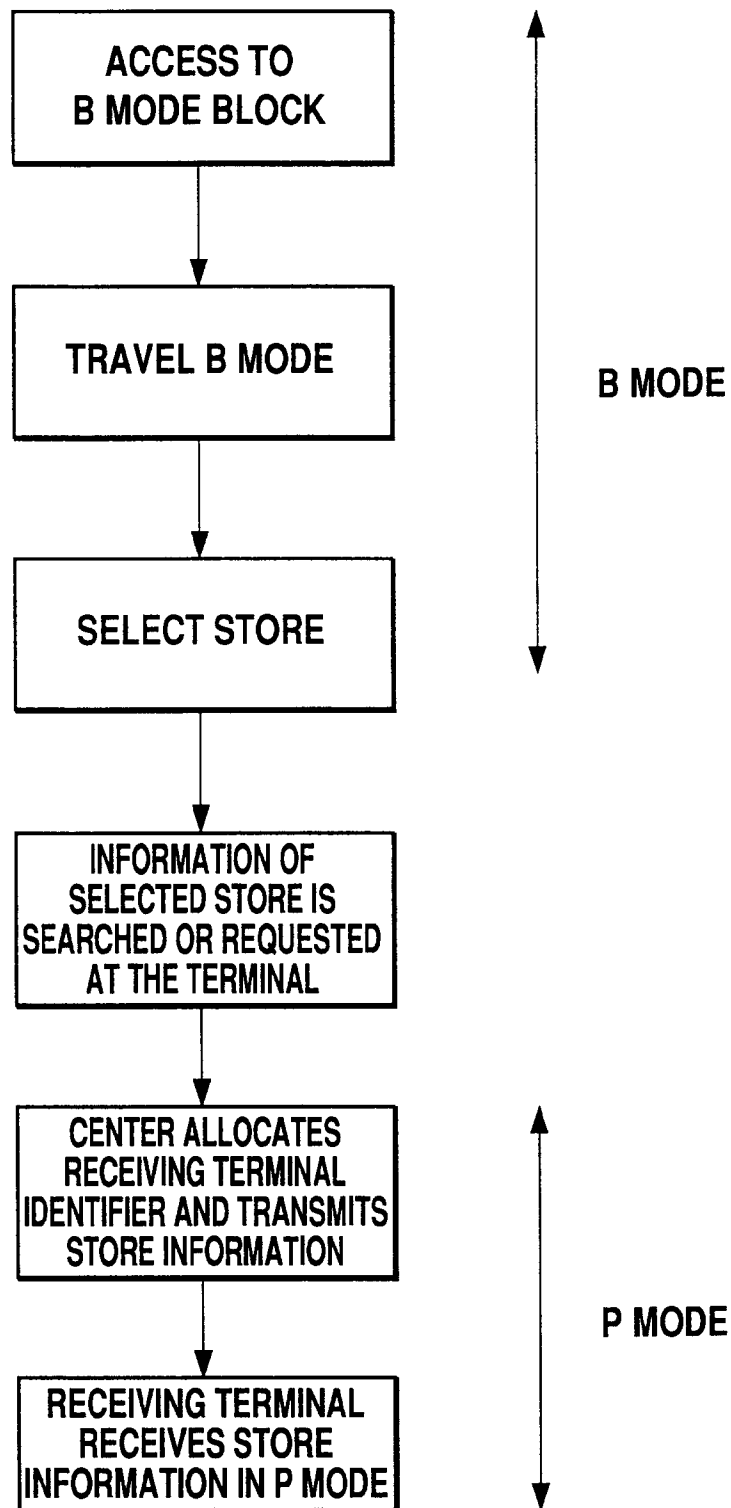 ACCESS TO
B MODE BLOCK
TRAVEL B MODE
B MODE
SELECT STORE
INFORMATION OF
SELECTED STORE IS
SEARCHED OR REQUESTED
AT THE TERMINAL
CENTER ALLOCATES
RECEIVING TERMINAL
IDENTIFIER AND TRANSMITS
STORE INFORMATION
P MODE
RECEIVING TERMINAL
RECEIVES STORE
INFORMATION IN P MODE